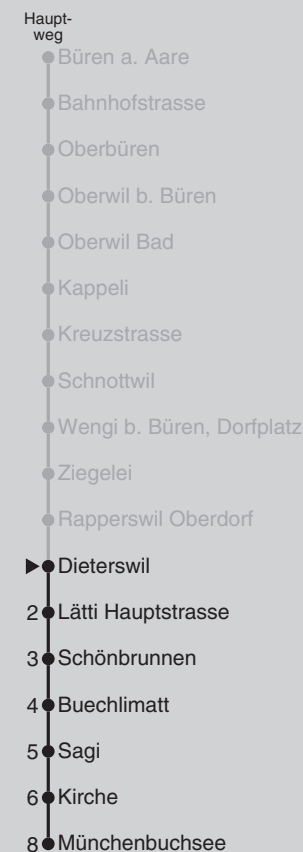 Haupt-
weg
Büren a. Aare
Bahnhofstrasse
Oberbüren
Oberwil b. Büren
Oberwil Bad
Kappeli
Kreuzstrasse
Schnottwil
Wengi b. Büren, Dorfplatz
Ziegelei
Rapperswil Oberdorf
Dieterswil
2 Lätti Hauptstrasse
3 Schönbrunnen
4 Buechlimatt
5 Sagi
6 Kirche
8 Münchenbuchsee